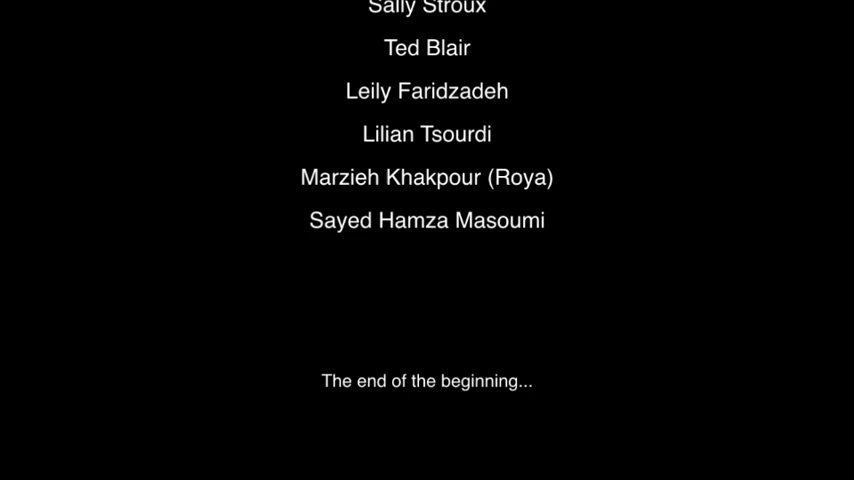 Sally Stroux
Ted Blair
Leily Faridzadeh
Lilian Tsourdi
Marzieh Khakpour (Roya)
Sayed Hamza Masoumi
The end of the beginning...